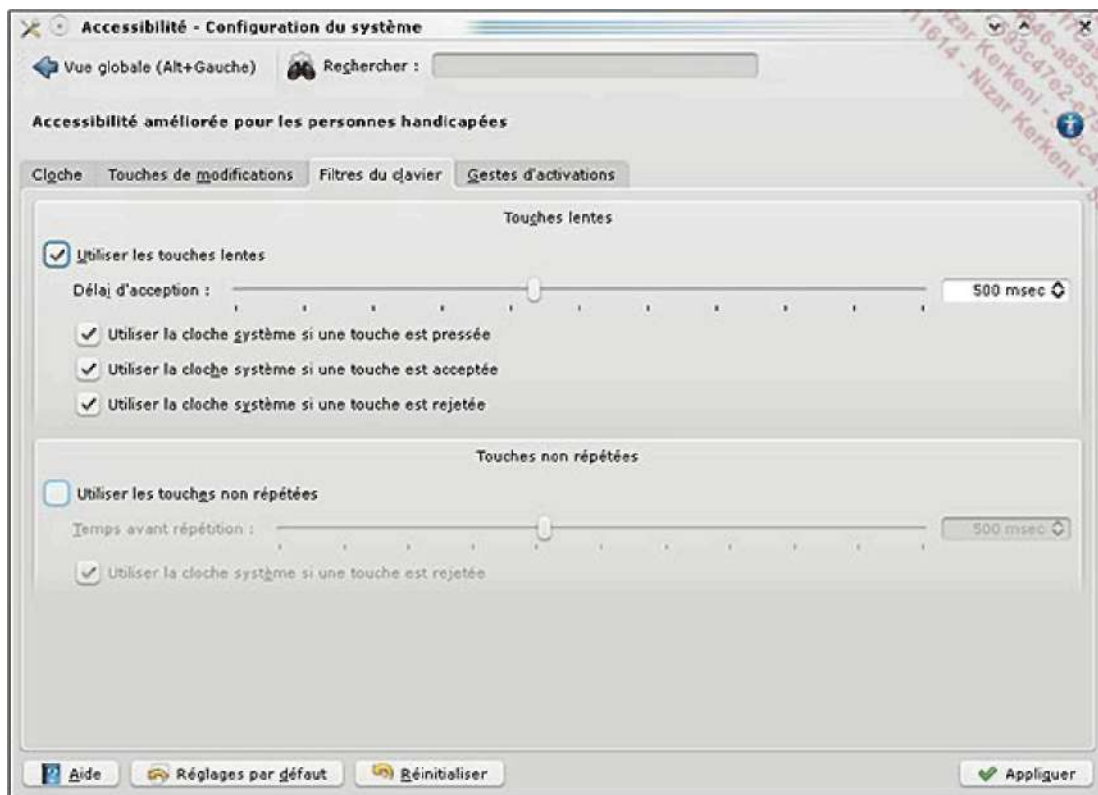 Accessibilité - Configuration du système
Vue globale (Alt+Gauche) Rechercher :
Accessibilité améliorée pour les personnes handicapées
Cloche Touches de modifications Filtres du clavier Gestes d'activations
Touches lentes
Utiliser les touches lentes
Délai d'acception : 500 msec
Utiliser la cloche système si une touche est pressée
Utiliser la cloche système si une touche est acceptée
Utiliser la cloche système si une touche est rejetée
Touches non répétées
Utiliser les touches non répétées
Temps avant répétition : 500 msec
Utiliser la cloche système si une touche est rejetée
Aide Réglages par défaut Réinitialiser Appliquer
Nizar Kerkeni